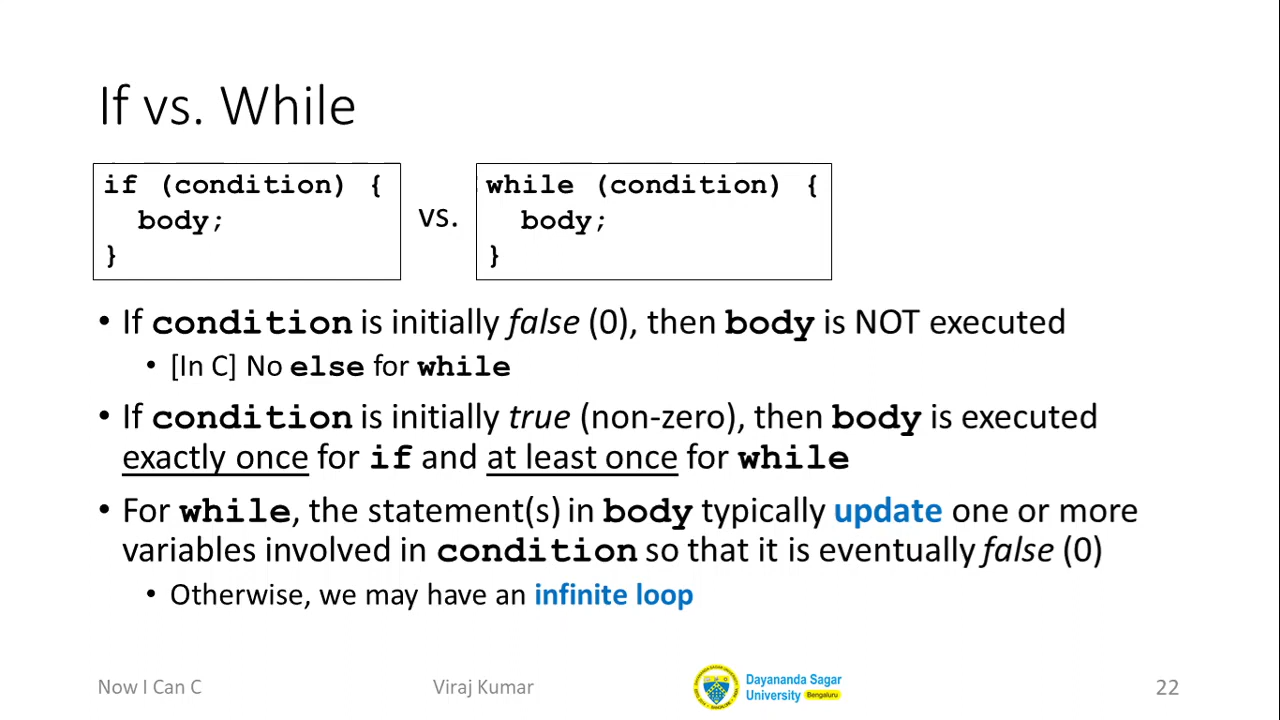 If vs. While
if (condition) {
body;
}
vs.
while (condition) {
body;
}
• If condition is initially false (0), then body is NOT executed
• [In C] No else for while
• If condition is initially true (non-zero), then body is executed
exactly once for if and at least once for while
• For while, the statement(s) in body typically update one or more
variables involved in condition so that it is eventually false (0)
• Otherwise, we may have an infinite loop
Now I Can C
Viraj Kumar
Dayananda Sagar
University Bengaluru
22